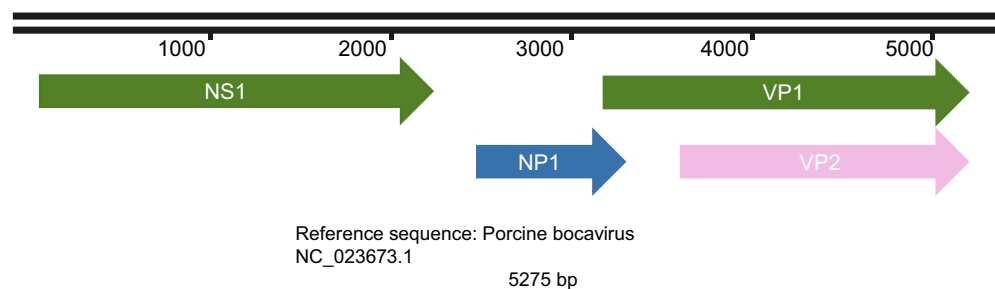 1000 2000 3000 4000 5000
NS1 VP1
NP1 VP2
Reference sequence: Porcine bocavirus
NC_023673.1
5275 bp